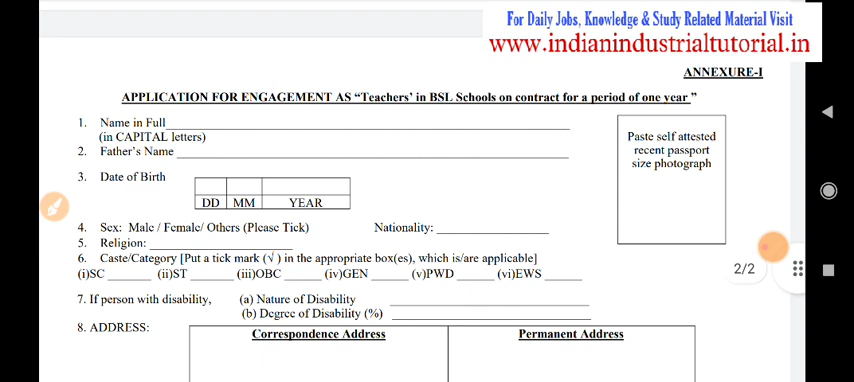 For Daily Jobs, Knowledge & Study Related Material Visit
www.indianindustrialtutorial.in
ANNEXURE-I
APPLICATION FOR ENGAGEMENT AS “Teachers’ in BSL Schools on contract for a period of one year ”
1. Name in Full
(in CAPITAL letters)
2. Father's Name
Paste self attested
recent passport
size photograph
3. Date of Birth
DD MM YEAR
4. Sex: Male / Female/ Others (Please Tick) Nationality:
5. Religion:
6. Caste/Category [Put a tick mark (√ ) in the appropriate box(es), which is/are applicable]
(i)SC (ii)ST (iii)OBC (iv)GEN (v)PWD (vi)EWS
2/2
7. If person with disability, (a) Nature of Disability
(b) Degree of Disability (%)
8. ADDRESS:
Correspondence Address Permanent Address